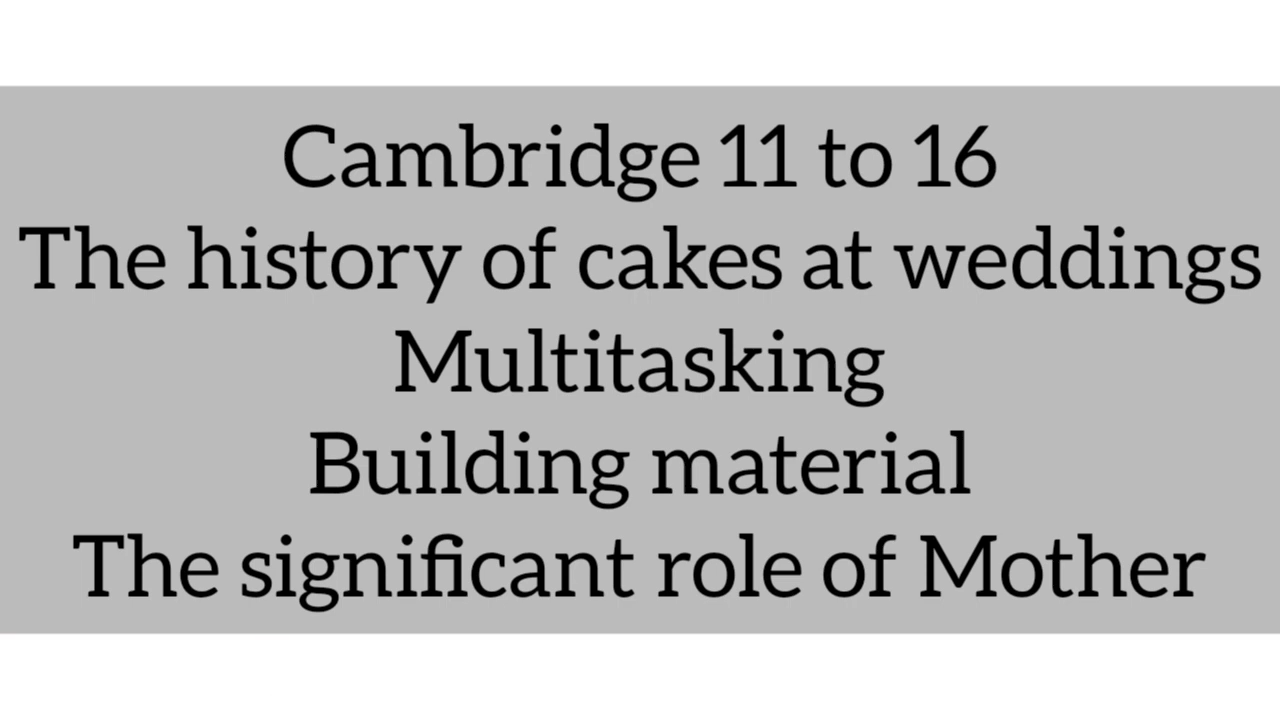 Cambridge 11 to 16
The history of cakes at weddings
Multitasking
Building material
The significant role of Mother